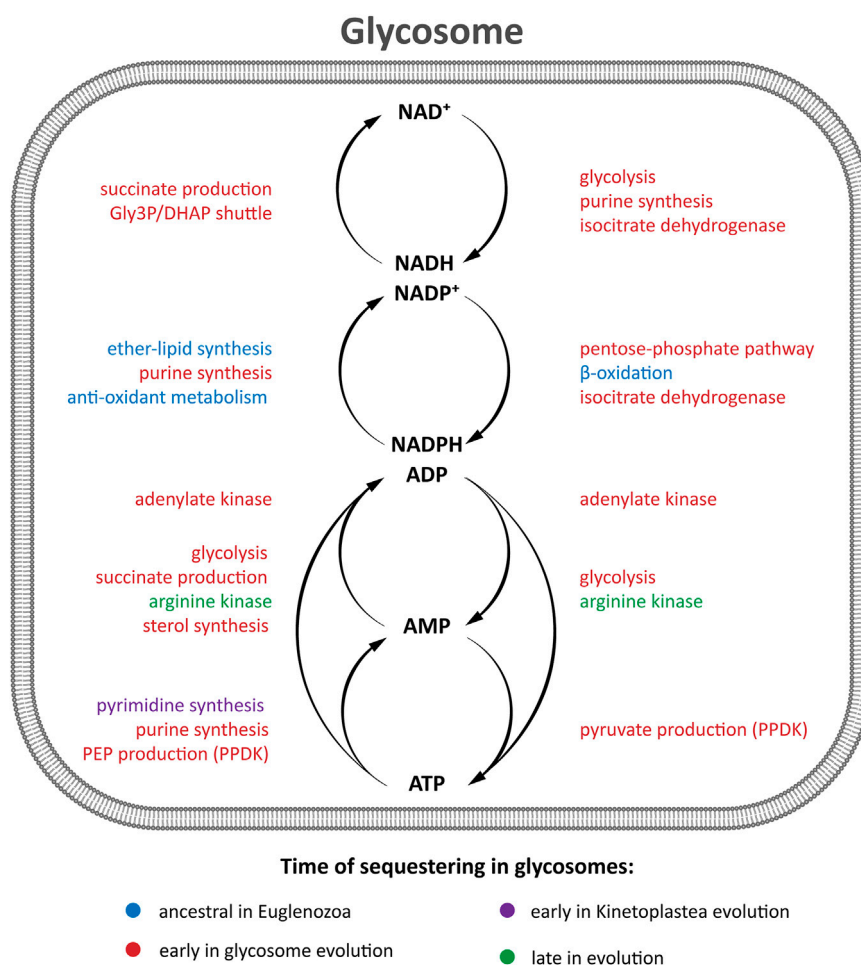 Glycosome
NAD⁺
succinate production
Gly3P/DHAP shuttle
glycolysis
purine synthesis
isocitrate dehydrogenase
NADH
NADP⁺
ether-lipid synthesis
purine synthesis
anti-oxidant metabolism
pentose-phosphate pathway
β-oxidation
isocitrate dehydrogenase
NADPH
ADP
adenylate kinase
adenylate kinase
glycolysis
succinate production
arginine kinase
sterol synthesis
glycolysis
arginine kinase
AMP
pyrimidine synthesis
purine synthesis
PEP production (PPDK)
pyruvate production (PPDK)
ATP
Time of sequestering in glycosomes:
ancestral in Euglenozoa
early in Kinetoplastea evolution
early in glycosome evolution
late in evolution